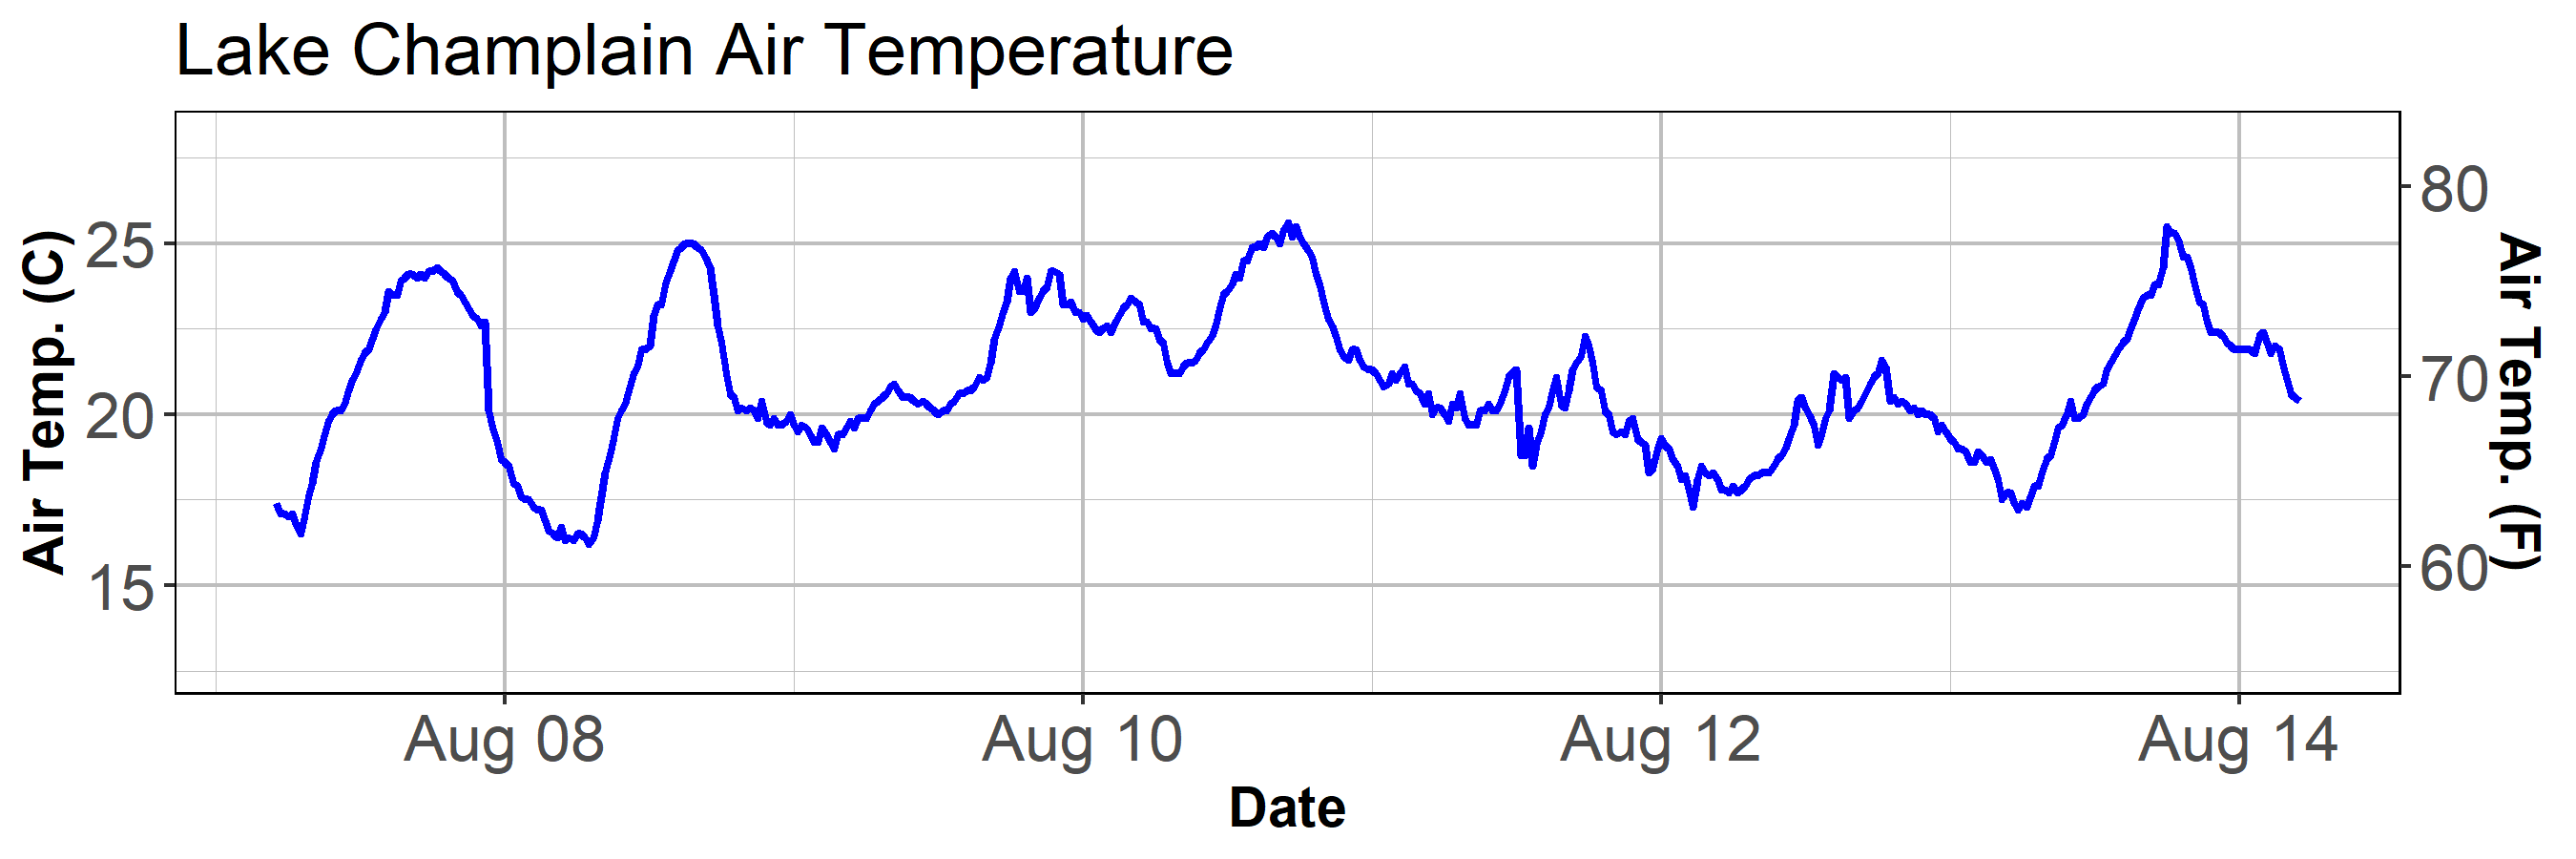 Lake Champlain Air Temperature
Air Temp. (C)
25
20
15
80
70
60
Air Temp. (F)
Aug 08
Aug 10
Aug 12
Aug 14
Date